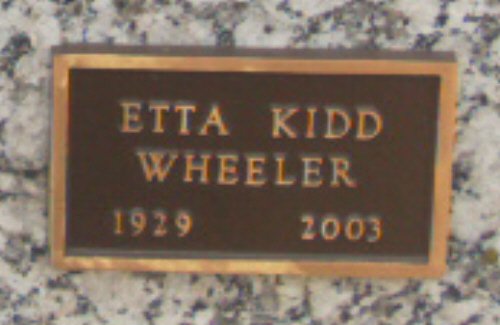 ETTA KIDD
WHEELER
1929 2003